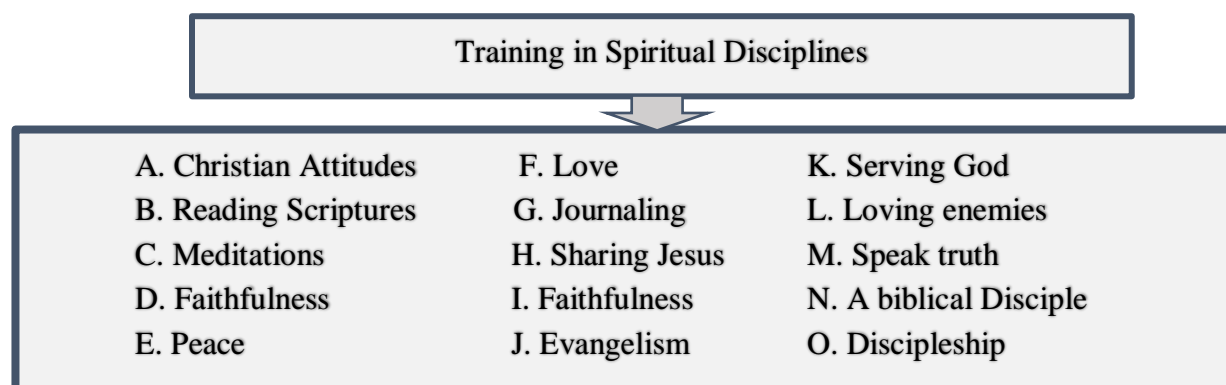 Training in Spiritual Disciplines
A. Christian Attitudes F. Love K. Serving God
B. Reading Scriptures G. Journaling L. Loving enemies
C. Meditations H. Sharing Jesus M. Speak truth
D. Faithfulness I. Faithfulness N. A biblical Disciple
E. Peace J. Evangelism O. Discipleship